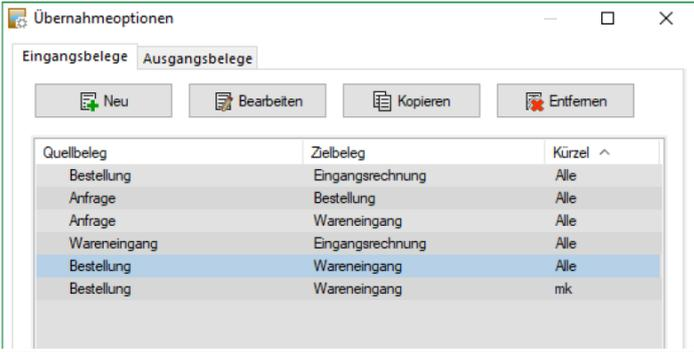 Übernahmeoptionen
Eingangsbelege Ausgangsbelege
Neu Bearbeiten Kopieren Entfernen
Quellbeleg Zielbeleg Kürzel
Bestellung Eingangsrechnung Alle
Anfrage Bestellung Alle
Anfrage Wareneingang Alle
Wareneingang Eingangsrechnung Alle
Bestellung Wareneingang Alle
Bestellung Wareneingang mk